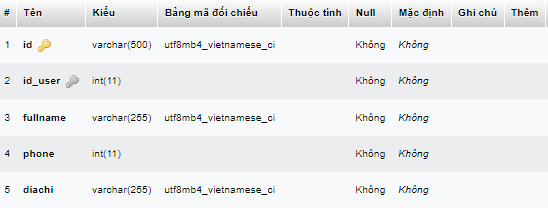 # Tên Kiểu Bảng mã đối chiếu Thuộc tính Null Mặc định Ghi chú Thêm
1 id varchar(500) utf8mb4_vietnamese_ci Không Không
2 id_user int(11) Không Không
3 fullname varchar(255) utf8mb4_vietnamese_ci Không Không
4 phone int(11) Không Không
5 diachi varchar(255) utf8mb4_vietnamese_ci Không Không